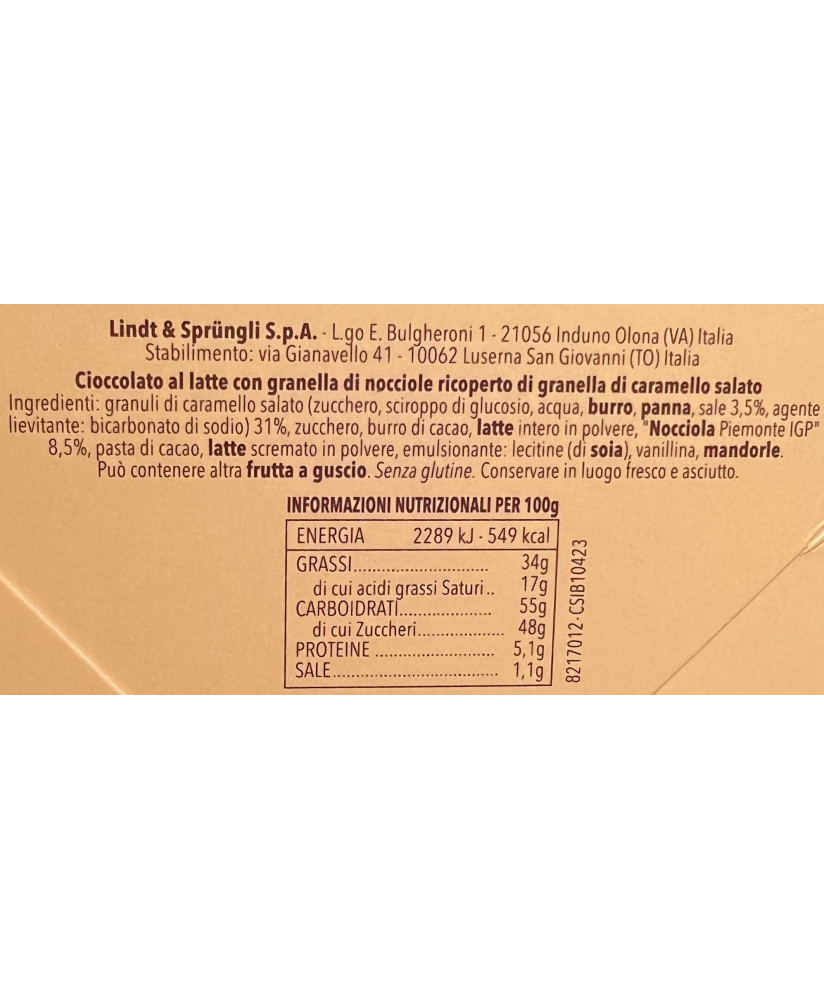 Lindt & Sprüngli S.p.A. - L.go E. Bulgheroni 1 - 21056 Induno Olona (VA) Italia
Stabilimento: via Gianavello 41 - 10062 Luserna San Giovanni (TO) Italia
Cioccolato al latte con granella di nocciole ricoperto di granella di caramello salato
Ingredienti: granuli di caramello salato (zucchero, sciroppo di glucosio, acqua, burro, panna, sale 3,5%, agente
lievitante: bicarbonato di sodio) 31%, zucchero, burro di cacao, latte intero in polvere, "Nocciola Piemonte IGP"
8,5%, pasta di cacao, latte scremato in polvere, emulsionante: lecitine (di soia), vanillina, mandorle.
Può contenere altra frutta a guscio. Senza glutine. Conservare in luogo fresco e asciutto.
INFORMAZIONI NUTRIZIONALI PER 100g
ENERGIA 2289 kJ - 549 kcal
GRASSI.............................. 34g
di cui acidi grassi Saturi.. 17g
CARBOIDRATI..................... 55g
di cui Zuccheri................... 48g
PROTEINE ........................... 5,1g
SALE..................................... 1,1g
8217012-CSIB10423